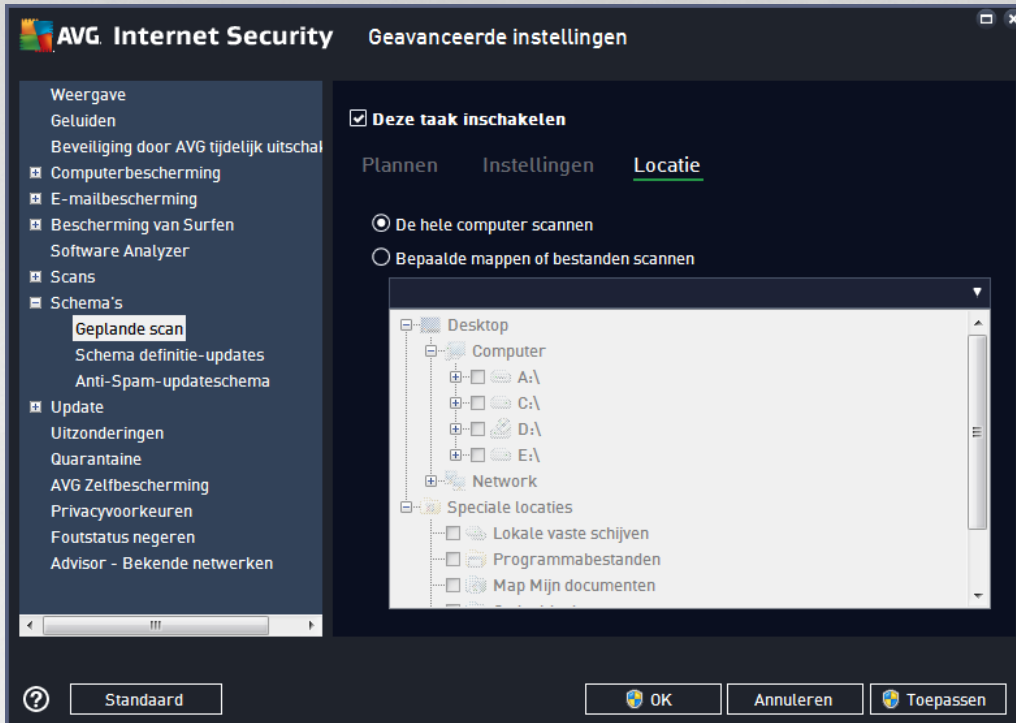 AVG Internet Security Geavanceerde instellingen
Weergave
Geluiden
Beveiliging door AVG tijdelijk
Computerbescherming
E-mailbescherming
Bescherming van Surfen
Software Analyzer
Scans
Schema's
Geplande scan
Schema definitie-updates
Anti-Spam-updateschema
Update
Uitzonderingen
Quarantaine
AVG Zelfbescherming
Privacyvoorkeuren
Foutstatus negeren
Advisor - Bekende netwerken
Deze taak inschakelen
Plannen Instellingen Locatie
De hele computer scannen
Bepaalde mappen of bestanden scannen
Desktop
Computer
A:\
C:\
D:\
E:\
Network
Speciale locaties
Lokale vaste schijven
Programmabestanden
Map Mijn documenten
Standaard OK Annuleren Toepassen